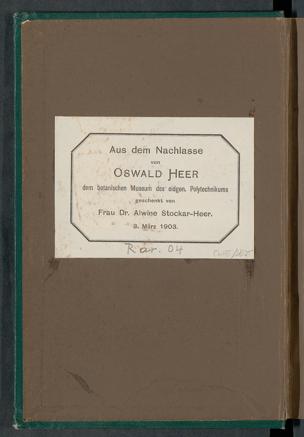 Aus dem Nachlasse
von
OSWALD HEER
dem botanischen Museum des eidgen. Polytechnikums
geschenkt von
Frau Dr. Alwine Stockar-Heer.
3. März 1903.
Rar. 04